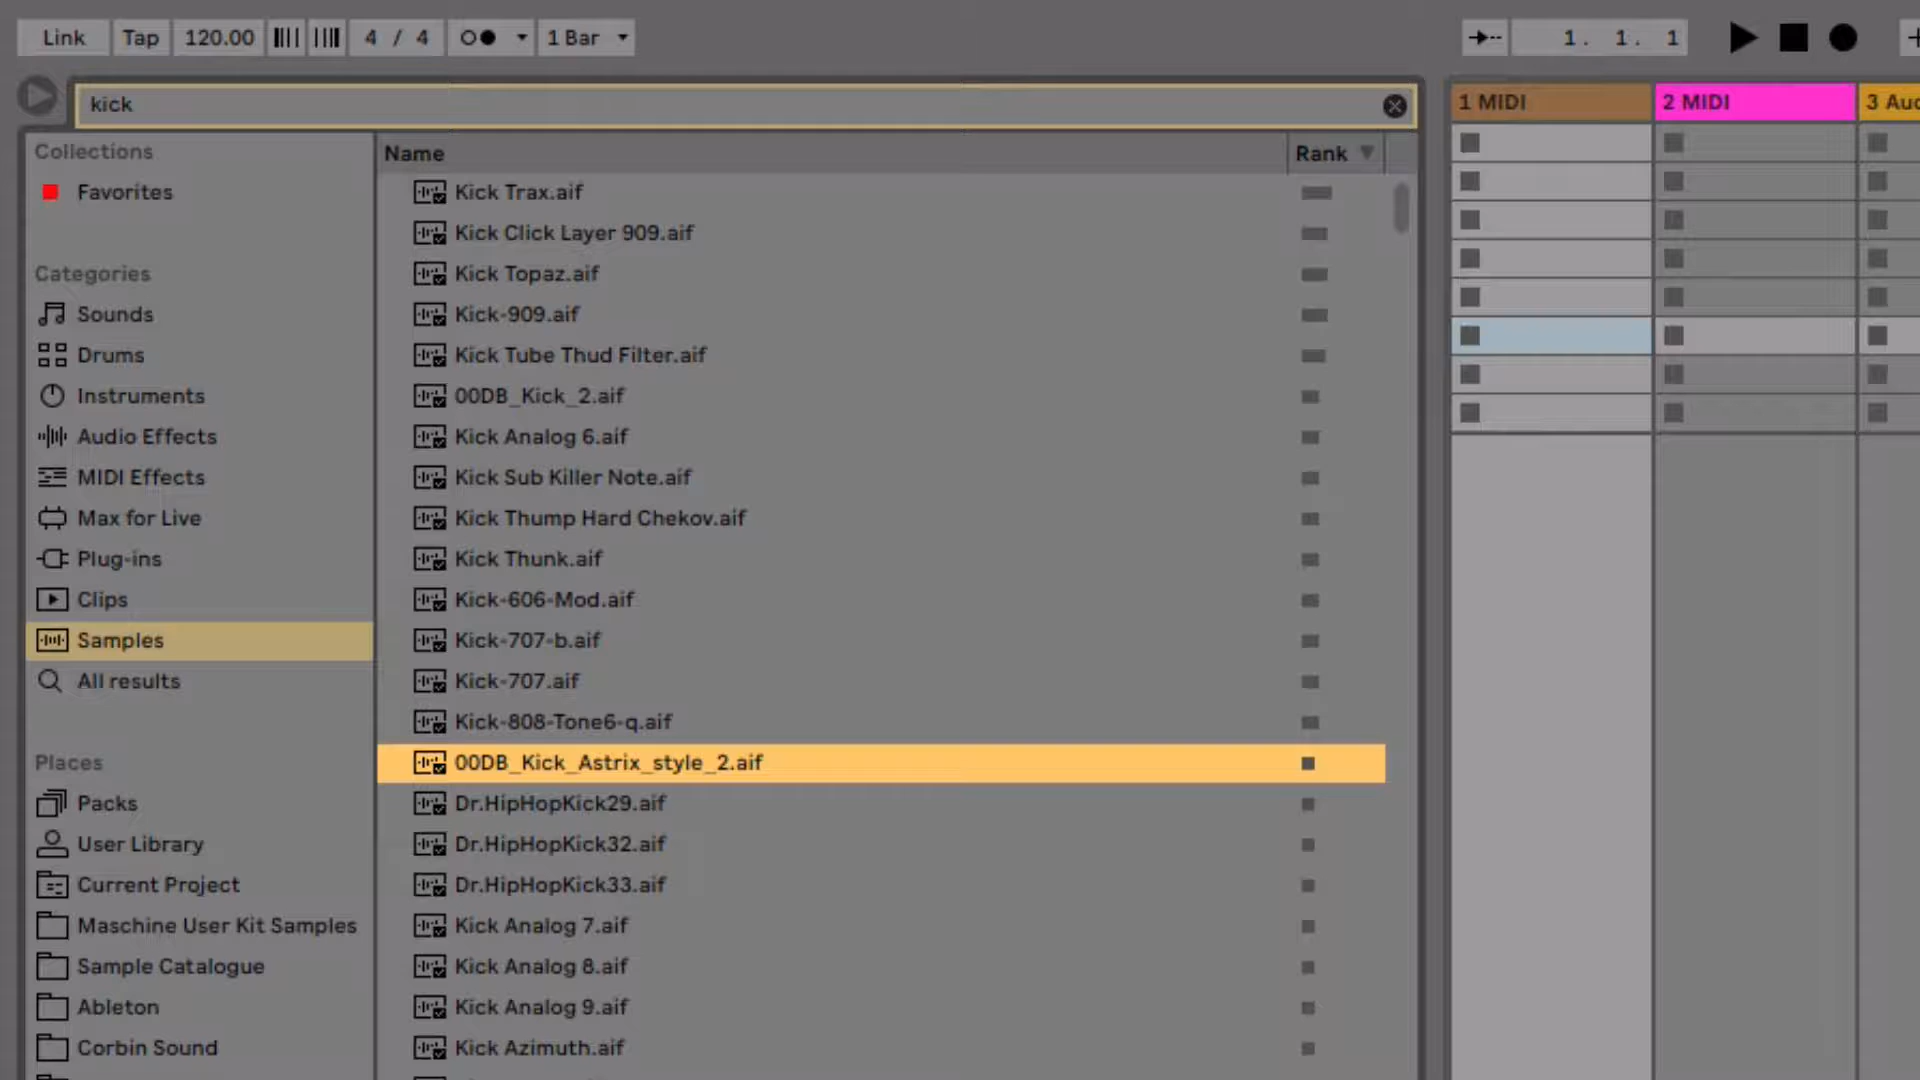 Link Tap 120.00 4 / 4 1 Bar 1. 1. 1
kick
1 MIDI 2 MIDI 3
Collections
Favorites
Categories
Sounds
Drums
Instruments
Audio Effects
MIDI Effects
Max for Live
Plug-ins
Clips
Samples
All results
Places
Packs
User Library
Current Project
Maschine User Kit Samples
Sample Catalogue
Ableton
Corbin Sound
Name Rank
Kick Trax.aif
Kick Click Layer 909.aif
Kick Topaz.aif
Kick-909.aif
Kick Tube Thud Filter.aif
00DB_Kick_2.aif
Kick Analog 6.aif
Kick Sub Killer Note.aif
Kick Thump Hard Chekov.aif
Kick Thunk.aif
Kick-606-Mod.aif
Kick-707-b.aif
Kick-707.aif
Kick-808-Tone6-q.aif
00DB_Kick_Astrix_style_2.aif
Dr.HipHopKick29.aif
Dr.HipHopKick32.aif
Dr.HipHopKick33.aif
Kick Analog 7.aif
Kick Analog 8.aif
Kick Analog 9.aif
Kick Azimuth.aif